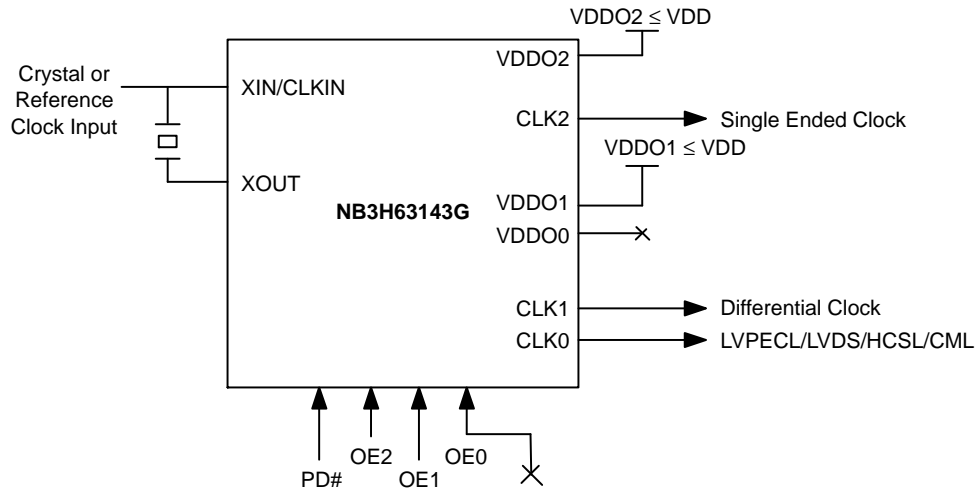 VDDO2 ≤ VDD
VDDO2
Crystal or
Reference
Clock Input
XIN/CLKIN
CLK2
Single Ended Clock
VDDO1 ≤ VDD
XOUT
NB3H63143G
VDDO1
VDDO0
CLK1
Differential Clock
CLK0
LVPECL/LVDS/HCSL/CML
PD#
OE2
OE1
OE0